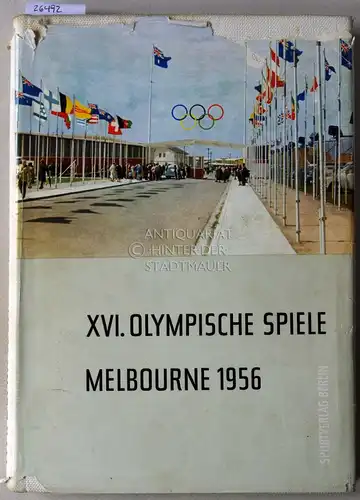 26492
ANTIQUARIAT
© HINTER DER
STADTMAUER
XVI. OLYMPISCHE SPIELE
MELBOURNE 1956
SPORTVERLAG BERLIN